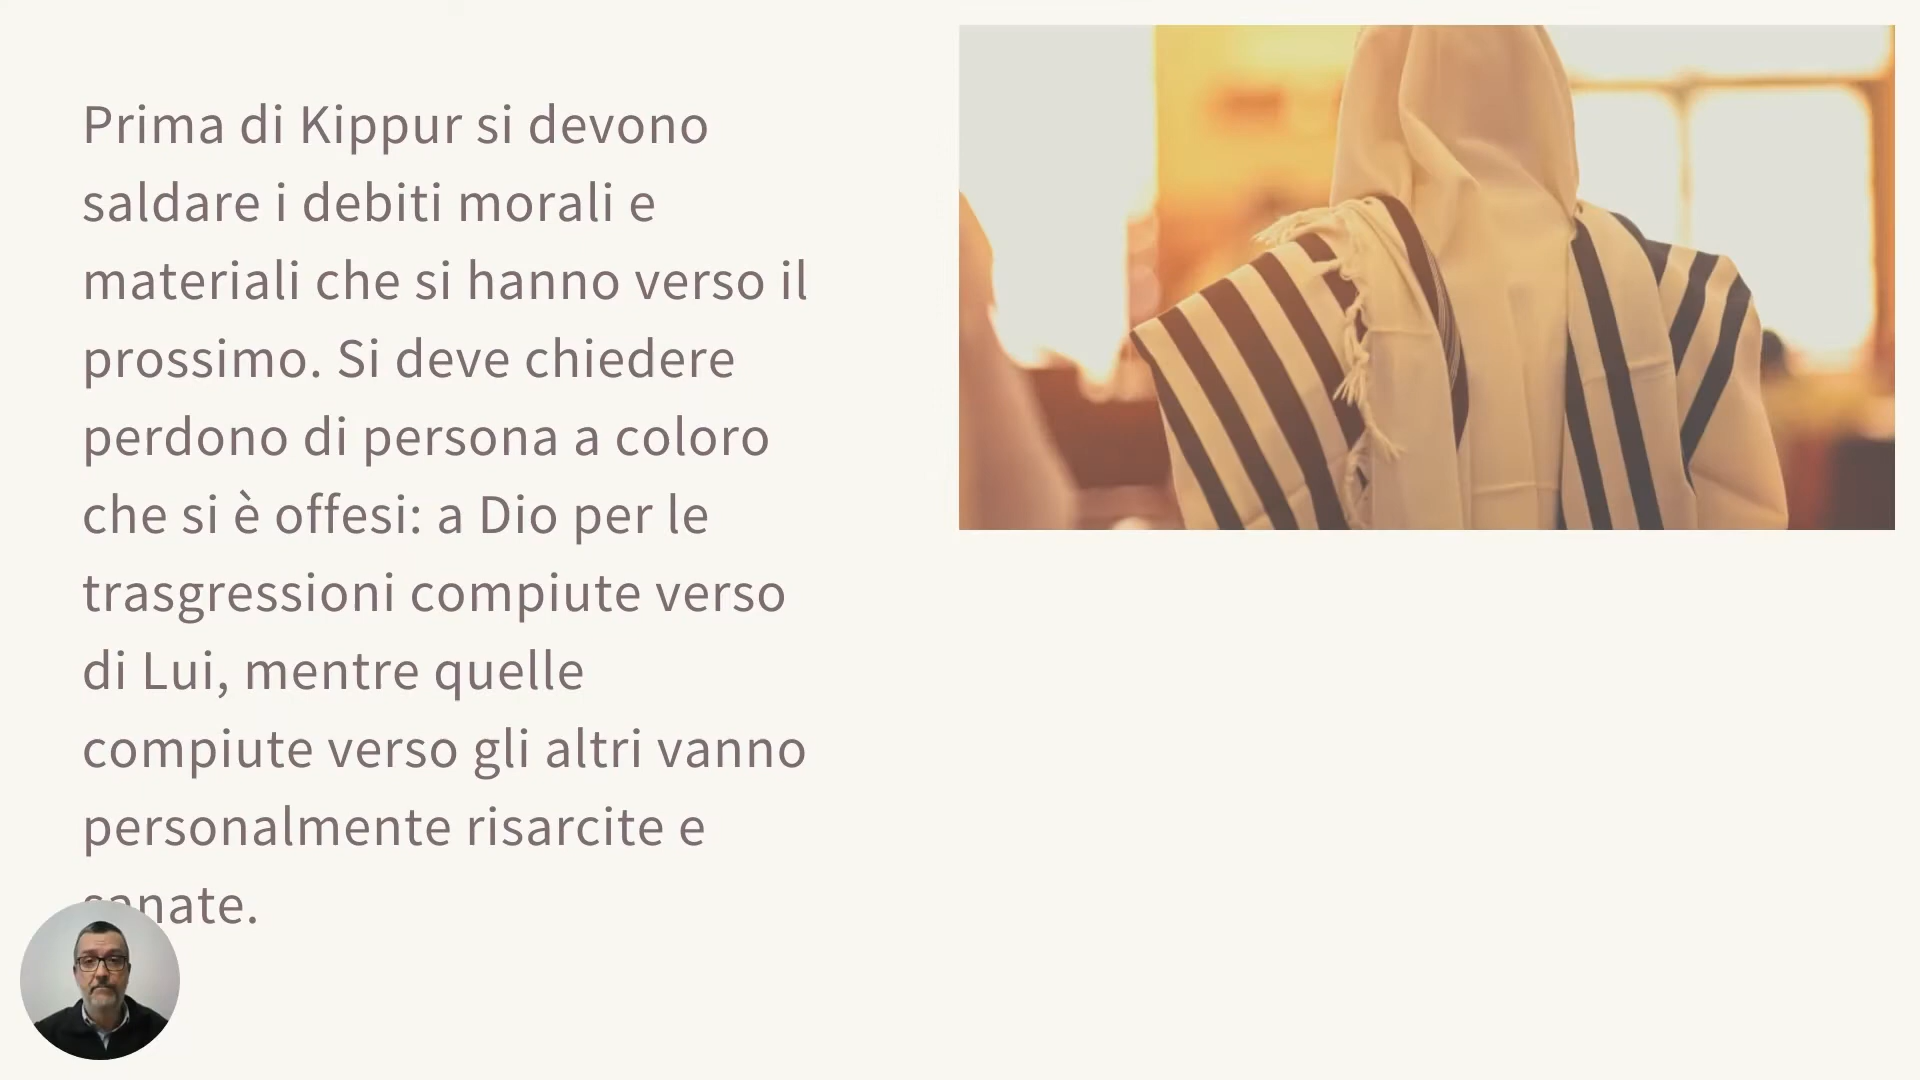 Prima di Kippur si devono
saldare i debiti morali e
materiali che si hanno verso il
prossimo. Si deve chiedere
perdono di persona a coloro
che si è offesi: a Dio per le
trasgressioni compiute verso
di Lui, mentre quelle
compiute verso gli altri vanno
personalmente risarcite e
sanate.